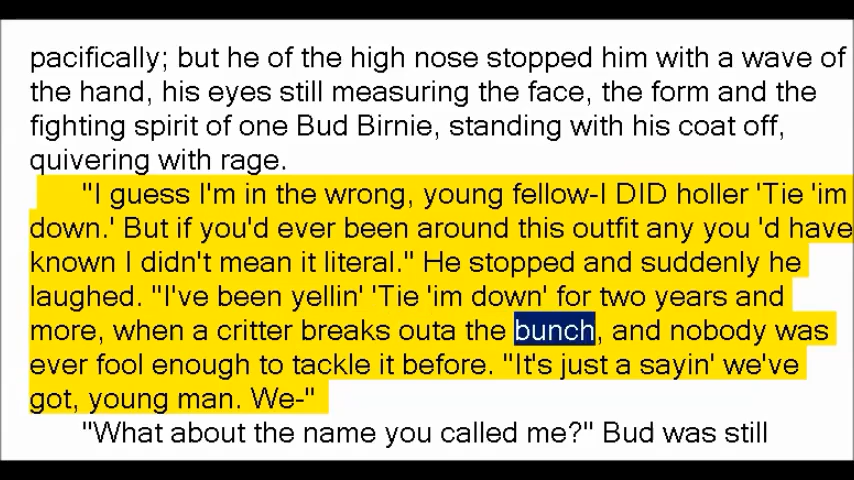 pacifically; but he of the high nose stopped him with a wave of
the hand, his eyes still measuring the face, the form and the
fighting spirit of one Bud Birnie, standing with his coat off,
quivering with rage.
"I guess I'm in the wrong, young fellow-I DID holler 'Tie 'im
down.' But if you'd ever been around this outfit any you 'd have
known I didn't mean it literal." He stopped and suddenly he
laughed. "I've been yellin' 'Tie 'im down' for two years and
more, when a critter breaks outa the bunch, and nobody was
ever fool enough to tackle it before. "It's just a sayin' we've
got, young man. We-"
"What about the name you called me?" Bud was still